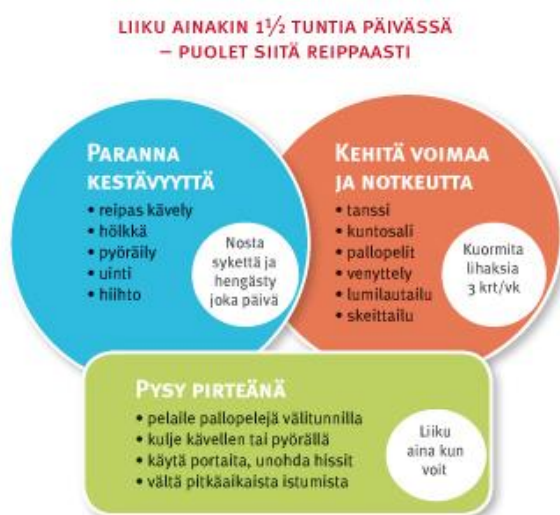 LIIKU AINAKIN 1½ TUNTIA PÄIVÄSSÄ
– PUOLET SIITÄ REIPPAASTI
PARANNA
KESTÄVYYTTÄ
• reipas kävely
• hölkkä
• pyöräily
• uinti
• hiihto
Nosta
sykettä ja
hengästy
joka päivä
KEHITÄ VOIMAA
JA NOTKEUTTA
• tanssi
• kuntosali
• pallopelit
• venyttely
• lumilautailu
• skeittailu
Kuormita
lihaksia
3 krt/vk
PYSY PIRTEÄNÄ
• pelaile pallopelejä välitunnilla
• kulje kävellen tai pyörällä
• käytä portaita, unohda hissit
• vältä pitkäaikaista istumista
Liiku
aina kun
voit